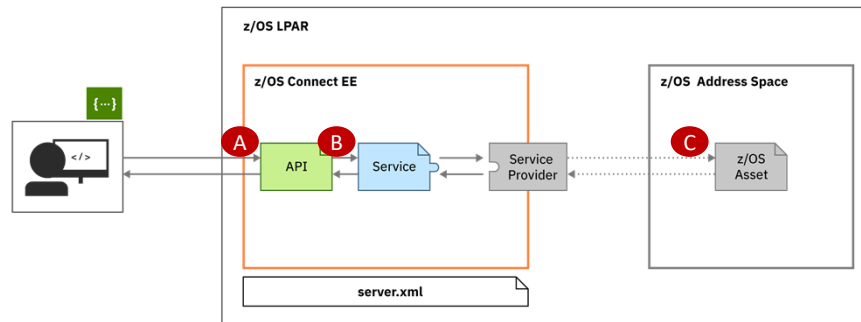 z/OS LPAR
z/OS Connect EE
z/OS Address Space
{...}
A
B
C
</>
API
Service
Service
Provider
z/OS
Asset
server.xml